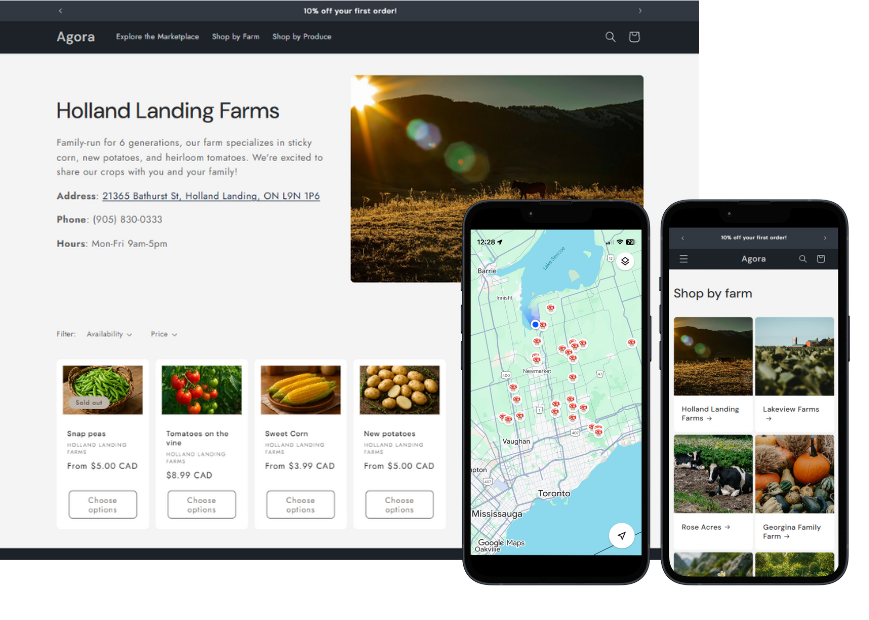 10% off your first order!
Agora
Explore the Marketplace
Shop by Farm
Shop by Produce
Holland Landing Farms
Family-run for 6 generations, our farm specializes in sticky
corn, new potatoes, and heirloom tomatoes. We're excited to
share our crops with you and your family!
Address: 21365 Bathurst St, Holland Landing, ON L9N 1P6
Phone: (905) 830-0333
Hours: Mon-Fri 9am-5pm
Filter:
Availability
Price
Sold out
Snap peas
HOLLAND LANDING
FARMS
From $5.00 CAD
Choose
options
Tomatoes on the
vine
HOLLAND LANDING
FARMS
$8.99 CAD
Choose
options
Sweet Corn
HOLLAND LANDING
FARMS
From $3.99 CAD
Choose
options
New potatoes
HOLLAND LANDING
FARMS
From $5.00 CAD
Choose
options
12:28
Lake Simcoe
Barrie
Innisfil
Newmarket
Vaughan
Toronto
Mississauga
Google Maps
Oakville
10% off your first order!
Agora
Shop by farm
Holland Landing
Farms →
Lakeview Farms
→
Rose Acres →
Georgina Family
Farm →